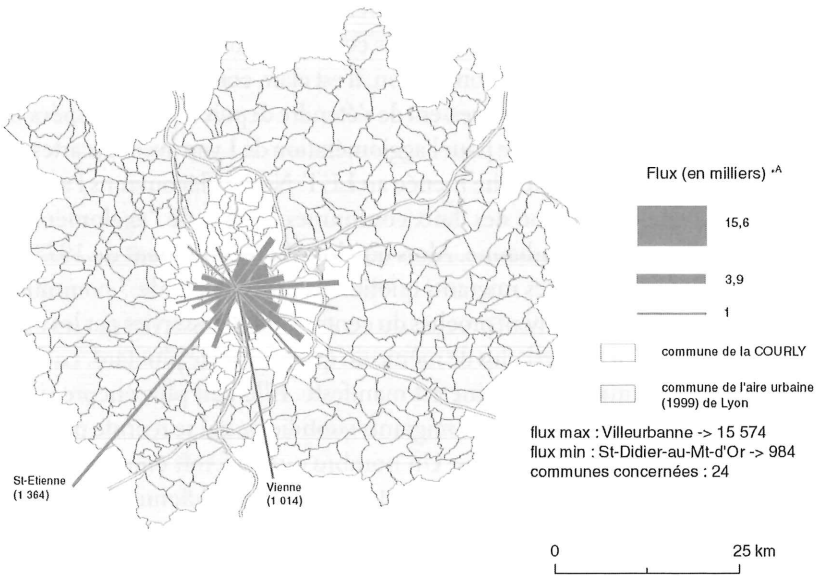 Flux (en milliers) •A
15,6
3,9
1
commune de la COURLY
commune de l'aire urbaine
(1999) de Lyon
flux max : Villeurbanne -> 15 574
flux min : St-Didier-au-Mt-d'Or -> 984
communes concernées : 24
St-Etienne
(1 364)
Vienne
(1 014)
0 25 km